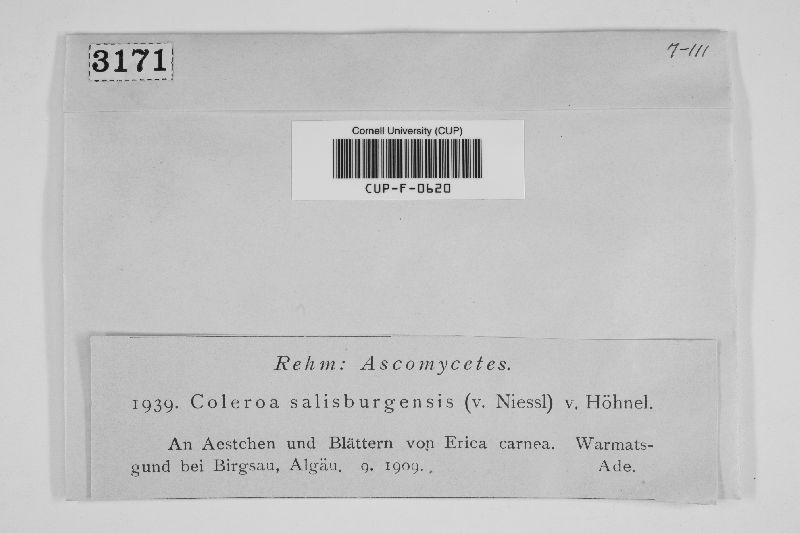 3171
7-III
Cornell University (CUP)
CUP-F-0620
Rehm: Ascomycetes.
1939. Coleroa salisburgensis (v. Niessl) v. Höhnel.
An Aestchen und Blättern von Erica carnea. Warmats-
gund bei Birgsau, Algäu. 9. 1909. Ade.